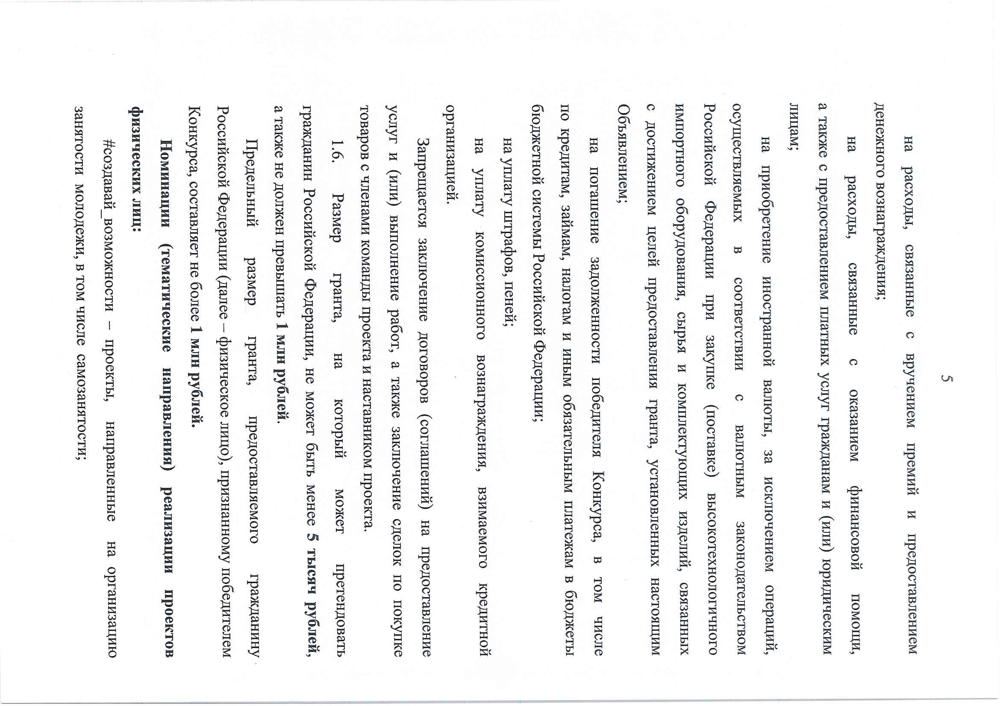 5
на расходы, связанные с вручением премий и предоставлением
денежного вознаграждения;
на расходы, связанные с оказанием финансовой помощи,
а также с предоставлением платных услуг гражданам и (или) юридическим
лицам;
на приобретение иностранной валюты, за исключением операций,
осуществляемых в соответствии с валютным законодательством
Российской Федерации при закупке (поставке) высокотехнологичного
импортного оборудования, сырья и комплектующих изделий, связанных
с достижением целей предоставления гранта, установленных настоящим
Объявлением;
на погашение задолженности победителя Конкурса, в том числе
по кредитам, займам, налогам и иным обязательным платежам в бюджеты
бюджетной системы Российской Федерации;
на уплату штрафов, пеней;
на уплату комиссионного вознаграждения, взимаемого кредитной
организацией.
Запрещается заключение договоров (соглашений) на предоставление
услуг и (или) выполнение работ, а также заключение сделок по покупке
товаров с членами команды проекта и наставником проекта.
1.6. Размер гранта, на который может претендовать
гражданин Российской Федерации, не может быть менее 5 тысяч рублей,
а также не должен превышать 1 млн рублей.
Предельный размер гранта, предоставляемого гражданину
Российской Федерации (далее – физическое лицо), признанному победителем
Конкурса, составляет не более 1 млн рублей.
Номинации (тематические направления) реализации проектов
физических лиц:
#создавай_возможности – проекты, направленные на организацию
занятости молодежи, в том числе самозанятости;